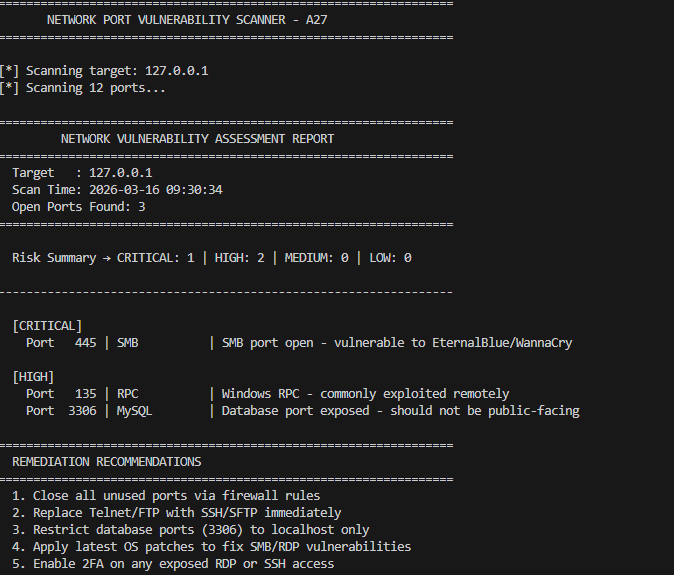 ============================================================
NETWORK PORT VULNERABILITY SCANNER - A27
============================================================
[*] Scanning target: 127.0.0.1
[*] Scanning 12 ports...
============================================================
NETWORK VULNERABILITY ASSESSMENT REPORT
============================================================
Target   : 127.0.0.1
Scan Time: 2026-03-16 09:30:34
Open Ports Found: 3
============================================================
Risk Summary → CRITICAL: 1 | HIGH: 2 | MEDIUM: 0 | LOW: 0
------------------------------------------------------------
[CRITICAL]
Port   445 | SMB          | SMB port open - vulnerable to EternalBlue/WannaCry
[HIGH]
Port   135 | RPC          | Windows RPC - commonly exploited remotely
Port  3306 | MySQL        | Database port exposed - should not be public-facing
============================================================
REMEDIATION RECOMMENDATIONS
============================================================
1. Close all unused ports via firewall rules
2. Replace Telnet/FTP with SSH/SFTP immediately
3. Restrict database ports (3306) to localhost only
4. Apply latest OS patches to fix SMB/RDP vulnerabilities
5. Enable 2FA on any exposed RDP or SSH access